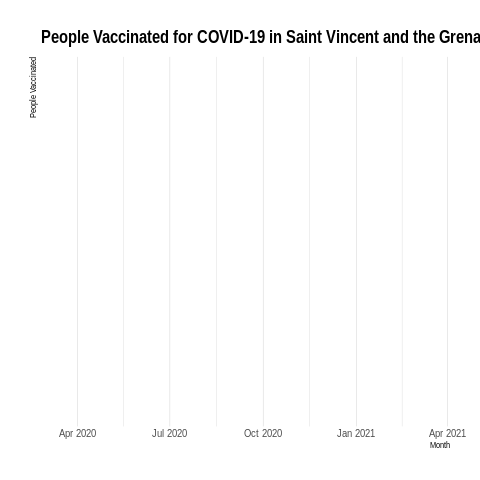 People Vaccinated for COVID-19 in Saint Vincent and the Grena
People Vaccinated
Apr 2020 Jul 2020 Oct 2020 Jan 2021 Apr 2021
Month